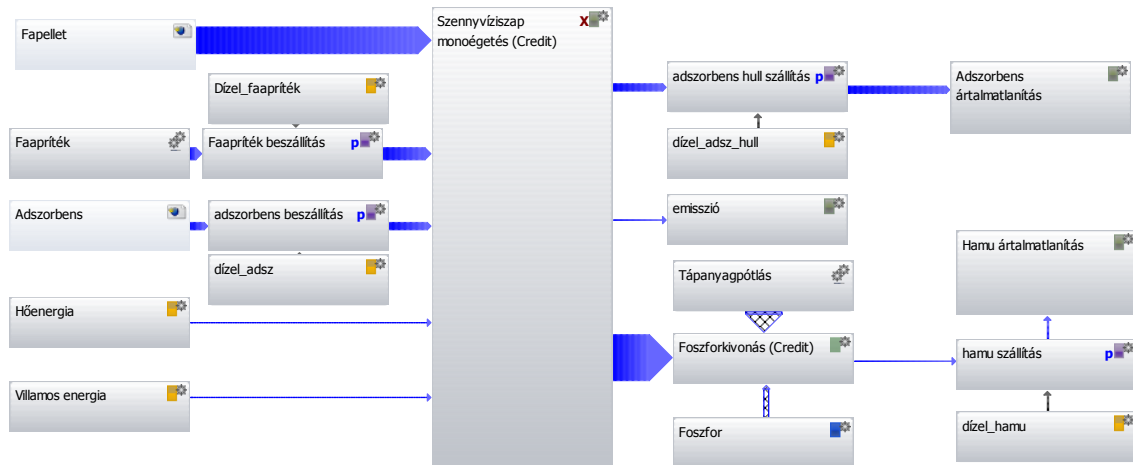 Fapellet
Szennyvíziszap
monoégetés (Credit)
X
Dízel_faapríték
adszorbens hull szállítás
p
Adszorbens
ártalmatlanítás
Faapríték
Faapríték beszállítás
p
dízel_adsz_hull
Adszorbens
adszorbens beszállítás
p
emisszió
dízel_adsz
Hamu ártalmatlanítás
Tápanyagpótlás
Hőenergia
Foszforkivonás (Credit)
hamu szállítás
p
Villamos energia
Foszfor
dízel_hamu